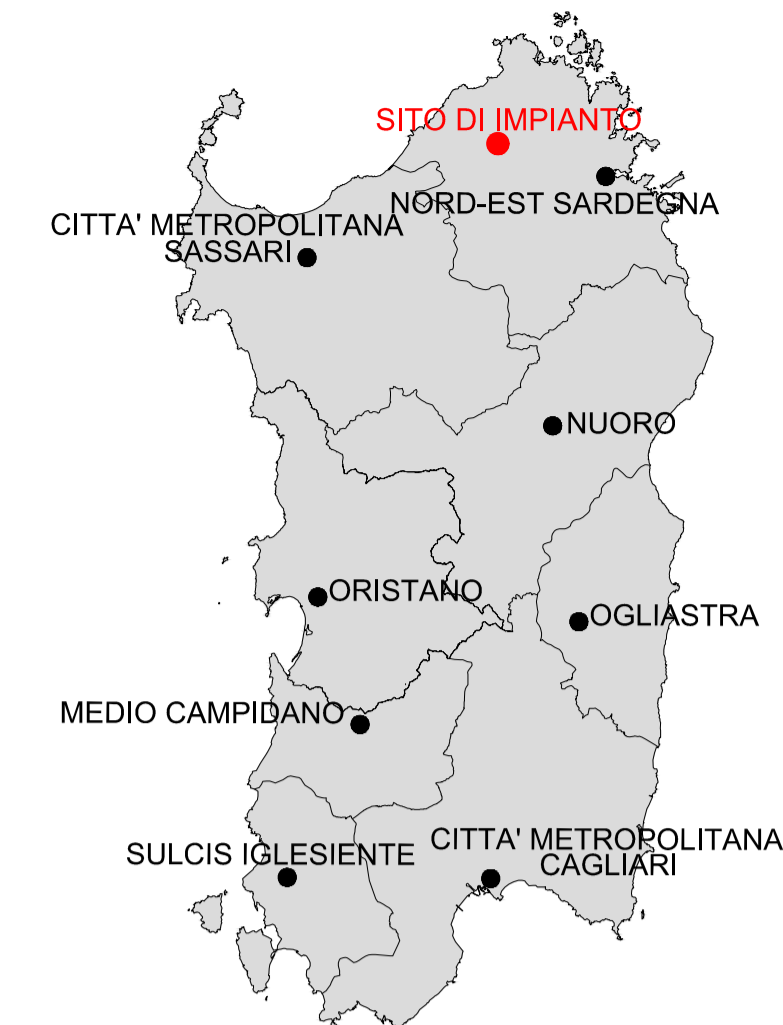 SITO DI IMPIANTO
NORD-EST SARDEGNA
CITTA' METROPOLITANA
SASSARI
NUORO
ORISTANO
OGLIASTRA
MEDIO CAMPIDANO
SULCIS IGLESIENTE
CITTA' METROPOLITANA
CAGLIARI